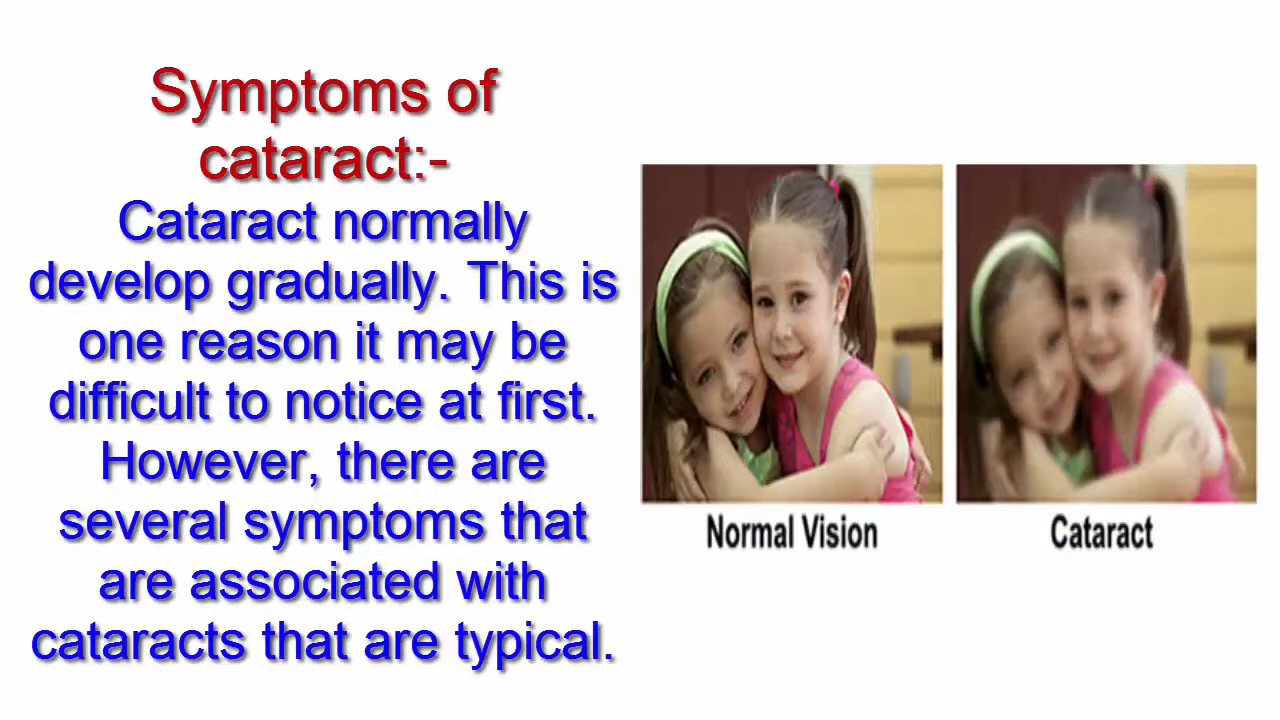 Symptoms of
cataract:-
Cataract normally
develop gradually. This is
one reason it may be
difficult to notice at first.
However, there are
several symptoms that
are associated with
cataracts that are typical.
Normal Vision
Cataract